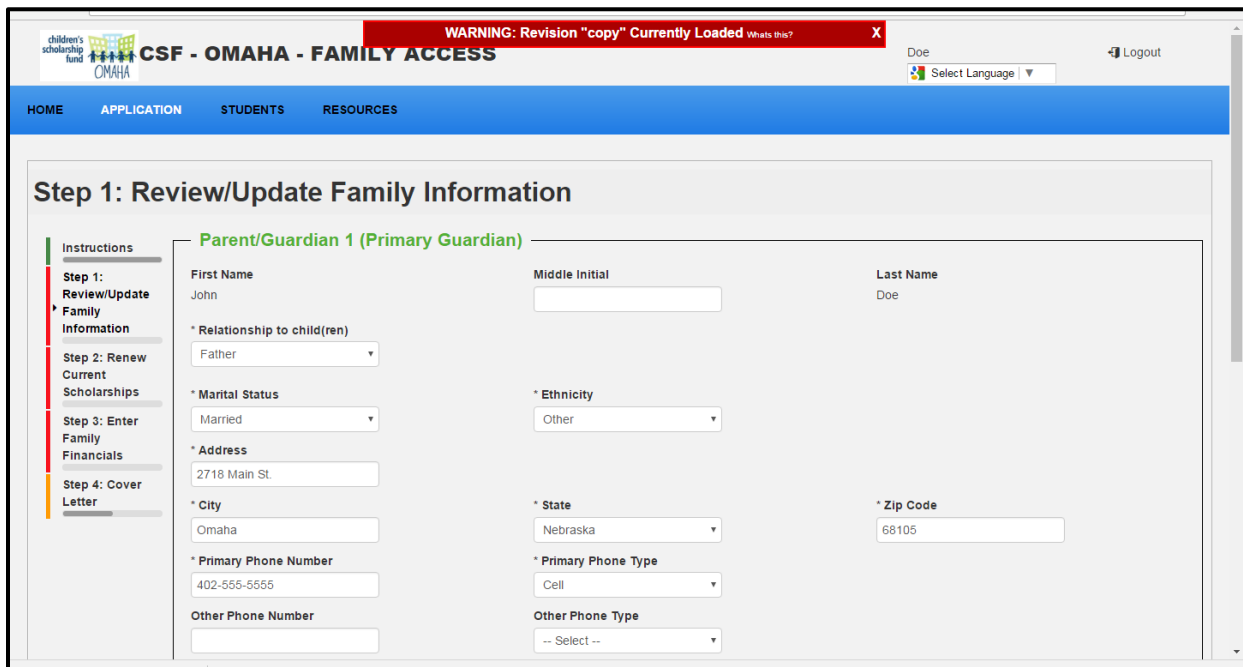 WARNING: Revision "copy" Currently Loaded Whats this? X
children's
scholarship
fund
OMAHA
CSF - OMAHA - FAMILY ACCESS
Doe
Logout
Select Language ▼
HOME APPLICATION STUDENTS RESOURCES
Step 1: Review/Update Family Information
Instructions
Step 1:
Review/Update
Family
Information
Step 2: Renew
Current
Scholarships
Step 3: Enter
Family
Financials
Step 4: Cover
Letter
Parent/Guardian 1 (Primary Guardian)
First Name Middle Initial Last Name
John Doe
* Relationship to child(ren)
Father
* Marital Status * Ethnicity
Married Other
* Address
2718 Main St.
* City * State * Zip Code
Omaha Nebraska 68105
* Primary Phone Number * Primary Phone Type
402-555-5555 Cell
Other Phone Number Other Phone Type
-- Select --